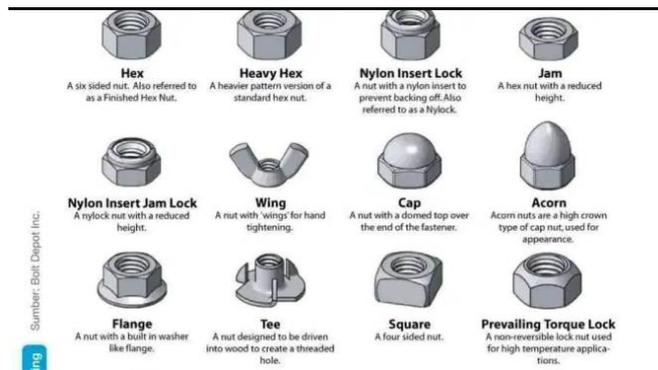 Hex
A six sided nut. Also referred to
as a Finished Hex Nut.
Heavy Hex
A heavier pattern version of a
standard hex nut.
Nylon Insert Lock
A nut with a nylon insert to
prevent backing off. Also
referred to as a Nylock.
Jam
A hex nut with a reduced
height.
Nylon Insert Jam Lock
A nylock nut with a reduced
height.
Wing
A nut with 'wings' for hand
tightening.
Cap
A nut with a domed top over
the end of the fastener.
Acorn
Acorn nuts are a high crown
type of cap nut, used for
appearance.
Flange
A nut with a built in washer
like flange.
Tee
A nut designed to be driven
into wood to create a threaded
hole.
Square
A four sided nut.
Prevailing Torque Lock
A non-reversible lock nut used
for high temperature applica-
tions.
Sumber: Bolt Depot Inc.
ing